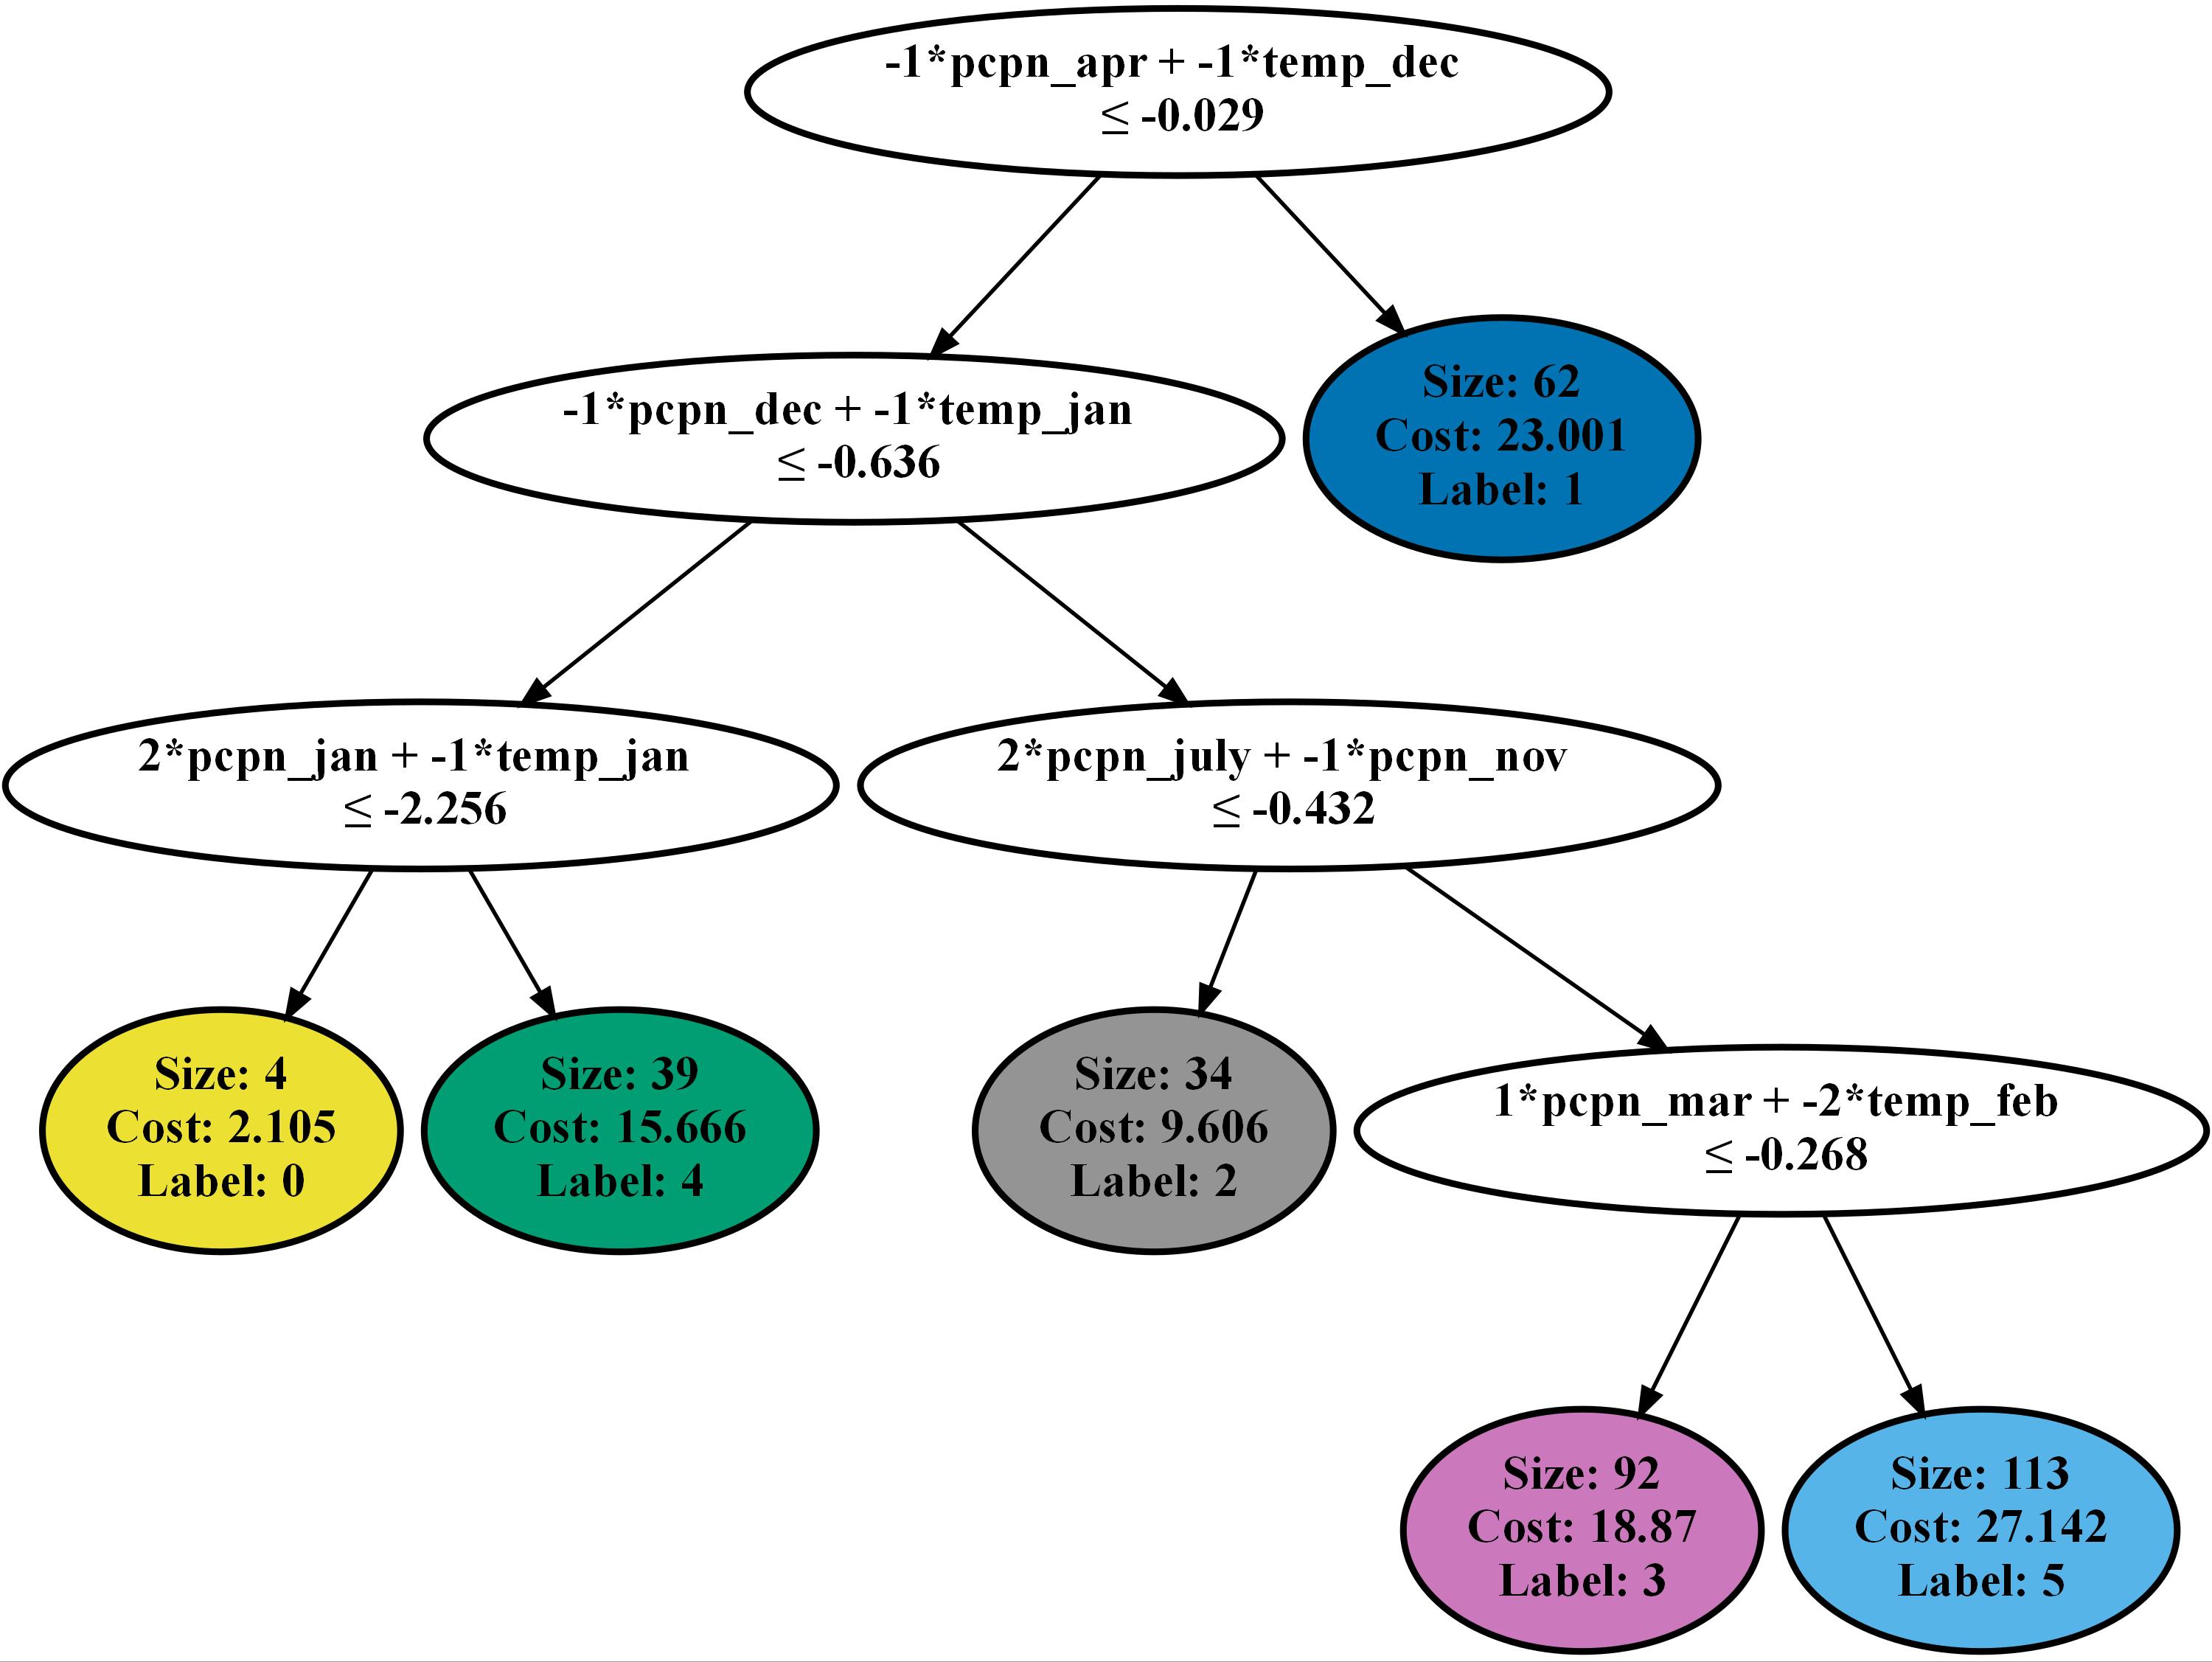 -1*pcpn_apr + -1*temp_dec
≤ -0.029
-1*pcpn_dec + -1*temp_jan
≤ -0.636
Size: 62
Cost: 23.001
Label: 1
2*pcpn_jan + -1*temp_jan
≤ -2.256
2*pcpn_july + -1*pcpn_nov
≤ -0.432
Size: 4
Cost: 2.105
Label: 0
Size: 39
Cost: 15.666
Label: 4
Size: 34
Cost: 9.606
Label: 2
1*pcpn_mar + -2*temp_feb
≤ -0.268
Size: 92
Cost: 18.87
Label: 3
Size: 113
Cost: 27.142
Label: 5